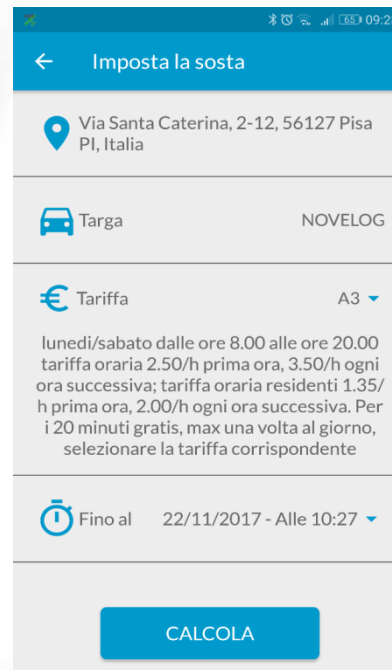 65 09:28
Imposta la sosta
Via Santa Caterina, 2-12, 56127 Pisa
PI, Italia
Targa NOVELOG
Tariffa A3
lunedi/sabato dalle ore 8.00 alle ore 20.00
tariffa oraria 2.50/h prima ora, 3.50/h ogni
ora successiva; tariffa oraria residenti 1.35/
h prima ora, 2.00/h ogni ora successiva. Per
i 20 minuti gratis, max una volta al giorno,
selezionare la tariffa corrispondente
Fino al 22/11/2017 - Alle 10:27
CALCOLA